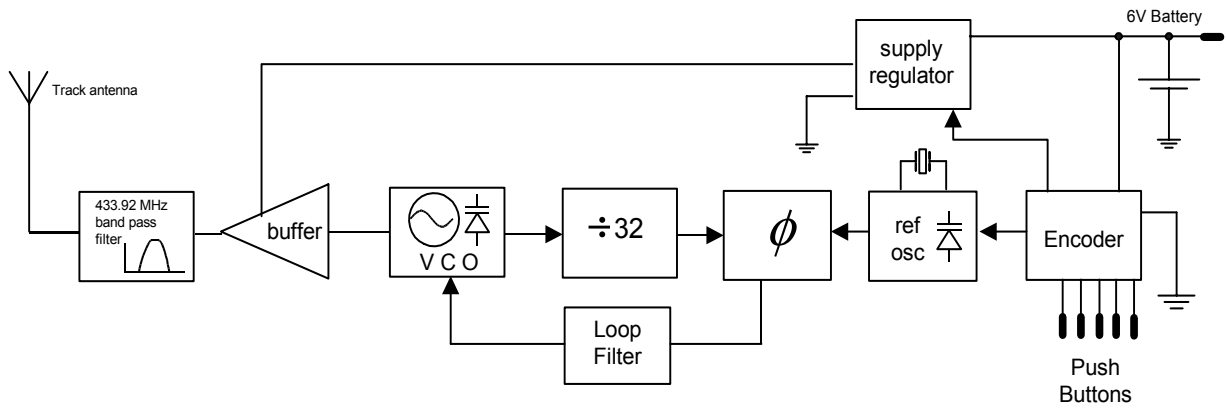 6V Battery
supply
regulator
Track antenna
433.92 MHz
band pass
filter
buffer
V C O
÷32
ϕ
ref
osc
Encoder
Loop
Filter
Push
Buttons